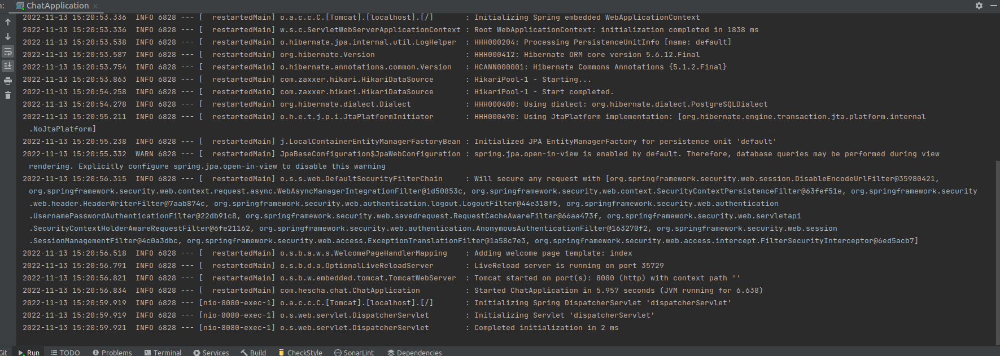 n:
ChatApplication ×
2022-11-13 15:20:53.336  INFO 6828 --- [  restartedMain] o.a.c.c.C.[Tomcat].[localhost].[/]       : Initializing Spring embedded WebApplicationContext
2022-11-13 15:20:53.336  INFO 6828 --- [  restartedMain] w.s.c.ServletWebServerApplicationContext : Root WebApplicationContext: initialization completed in 1838 ms
2022-11-13 15:20:53.538  INFO 6828 --- [  restartedMain] o.hibernate.jpa.internal.util.LogHelper  : HHH000204: Processing PersistenceUnitInfo [name: default]
2022-11-13 15:20:53.587  INFO 6828 --- [  restartedMain] org.hibernate.Version                    : HHH000412: Hibernate ORM core version 5.6.12.Final
2022-11-13 15:20:53.754  INFO 6828 --- [  restartedMain] o.hibernate.annotations.common.Version   : HCANN000001: Hibernate Commons Annotations {5.1.2.Final}
2022-11-13 15:20:53.863  INFO 6828 --- [  restartedMain] com.zaxxer.hikari.HikariDataSource       : HikariPool-1 - Starting...
2022-11-13 15:20:54.258  INFO 6828 --- [  restartedMain] com.zaxxer.hikari.HikariDataSource       : HikariPool-1 - Start completed.
2022-11-13 15:20:54.278  INFO 6828 --- [  restartedMain] org.hibernate.dialect.Dialect            : HHH000400: Using dialect: org.hibernate.dialect.PostgreSQLDialect
2022-11-13 15:20:55.211  INFO 6828 --- [  restartedMain] o.h.e.t.j.p.i.JtaPlatformInitiator       : HHH000490: Using JtaPlatform implementation: [org.hibernate.engine.transaction.jta.platform.internal
.NoJtaPlatform]
2022-11-13 15:20:55.238  INFO 6828 --- [  restartedMain] j.LocalContainerEntityManagerFactoryBean : Initialized JPA EntityManagerFactory for persistence unit 'default'
2022-11-13 15:20:55.332  WARN 6828 --- [  restartedMain] JpaBaseConfiguration$JpaWebConfiguration : spring.jpa.open-in-view is enabled by default. Therefore, database queries may be performed during view
rendering. Explicitly configure spring.jpa.open-in-view to disable this warning
2022-11-13 15:20:56.315  INFO 6828 --- [  restartedMain] o.s.s.web.DefaultSecurityFilterChain     : Will secure any request with [org.springframework.security.web.session.DisableEncodeUrlFilter@35980421,
org.springframework.security.web.context.request.async.WebAsyncManagerIntegrationFilter@1d50853c, org.springframework.security.web.context.SecurityContextPersistenceFilter@63fef51e, org.springframework.security
.web.header.HeaderWriterFilter@7aab874c, org.springframework.security.web.authentication.logout.LogoutFilter@44e318f5, org.springframework.security.web.authentication
.UsernamePasswordAuthenticationFilter@22db91c8, org.springframework.security.web.savedrequest.RequestCacheAwareFilter@66aa473f, org.springframework.security.web.servletapi
.SecurityContextHolderAwareRequestFilter@6fe21162, org.springframework.security.web.authentication.AnonymousAuthenticationFilter@163270f2, org.springframework.security.web.session
.SessionManagementFilter@4c0a3dbc, org.springframework.security.web.access.ExceptionTranslationFilter@1a58c7e3, org.springframework.security.web.access.intercept.FilterSecurityInterceptor@6ed5acb7]
2022-11-13 15:20:56.518  INFO 6828 --- [  restartedMain] o.s.b.a.w.s.WelcomePageHandlerMapping    : Adding welcome page template: index
2022-11-13 15:20:56.791  INFO 6828 --- [  restartedMain] o.s.b.d.a.OptionalLiveReloadServer       : LiveReload server is running on port 35729
2022-11-13 15:20:56.821  INFO 6828 --- [  restartedMain] o.s.b.w.embedded.tomcat.TomcatWebServer  : Tomcat started on port(s): 8080 (http) with context path ''
2022-11-13 15:20:56.834  INFO 6828 --- [  restartedMain] com.hescha.chat.ChatApplication          : Started ChatApplication in 5.957 seconds (JVM running for 6.638)
2022-11-13 15:20:59.919  INFO 6828 --- [nio-8080-exec-1] o.a.c.c.C.[Tomcat].[localhost].[/]       : Initializing Spring DispatcherServlet 'dispatcherServlet'
2022-11-13 15:20:59.919  INFO 6828 --- [nio-8080-exec-1] o.s.web.servlet.DispatcherServlet        : Initializing Servlet 'dispatcherServlet'
2022-11-13 15:20:59.921  INFO 6828 --- [nio-8080-exec-1] o.s.web.servlet.DispatcherServlet        : Completed initialization in 2 ms
Git Run TODO Problems Terminal Services Build CheckStyle SonarLint Dependencies